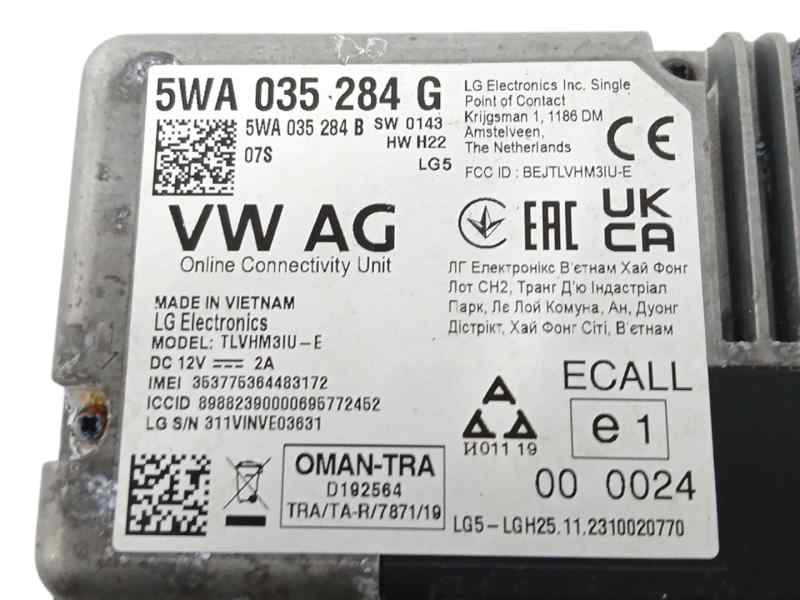 5WA 035 284 G
5WA 035 284 B SW 0143
HW H22
07S
LG5
LG Electronics Inc. Single
Point of Contact
Krijgsman 1, 1186 DM
Amstelveen,
The Netherlands
FCC ID : BEJTLVHM3IU-E
CE
VW AG
Online Connectivity Unit
EAC
UK
CA
ЛГ Електронікс В'єтнам Хай Фонг
Лот CH2, Транг Д'ю Індастріал
Парк, Ле Лой Комуна, Ан, Дуонг
Дістрікт, Хай Фонг Сіті, В'єтнам
MADE IN VIETNAM
LG Electronics
MODEL: TLVHM3IU-E
DC 12V 2A
IMEI 353775364483172
ICCID 89882390000695772452
LG S/N 311VINVE03631
И011 19
ECALL
e1
00 0024
OMAN-TRA
D192564
TRA/TA-R/7871/19
LG5-LGH25.11.2310020770